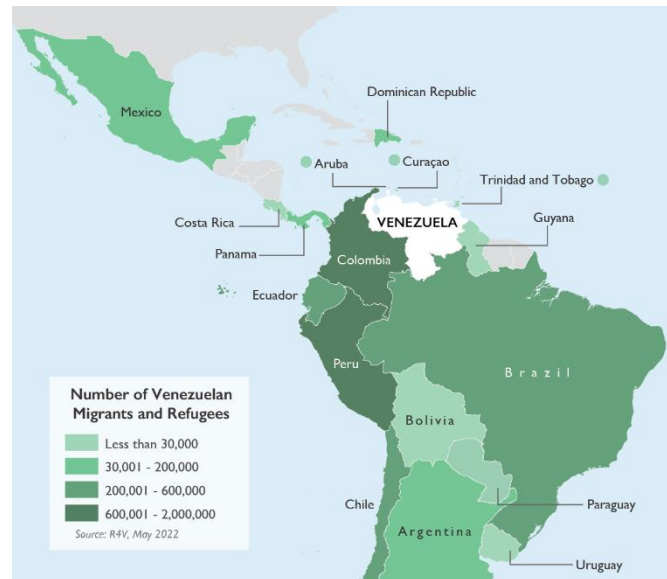 Dominican Republic
Mexico
Aruba
Curaçao
Trinidad and Tobago
Costa Rica
VENEZUELA
Guyana
Panama
Colombia
Ecuador
Peru
Brazil
Number of Venezuelan
Migrants and Refugees
Less than 30,000
30,001 - 200,000
200,001 - 600,000
600,001 - 2,000,000
Source: R4V, May 2022
Bolivia
Chile
Paraguay
Argentina
Uruguay